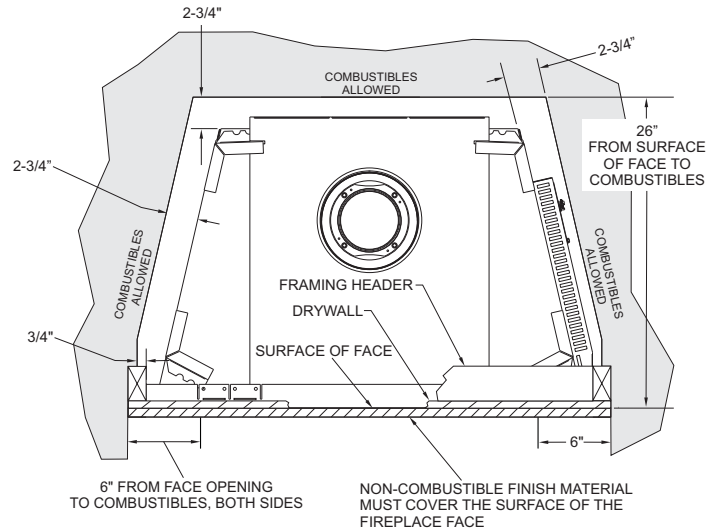 2-3/4"
2-3/4"
COMBUSTIBLES
ALLOWED
26"
FROM SURFACE
OF FACE TO
COMBUSTIBLES
2-3/4"
COMBUSTIBLES
ALLOWED
COMBUSTIBLES
ALLOWED
FRAMING HEADER
DRYWALL
3/4"
SURFACE OF FACE
6"
6" FROM FACE OPENING
TO COMBUSTIBLES, BOTH SIDES
NON-COMBUSTIBLE FINISH MATERIAL
MUST COVER THE SURFACE OF THE
FIREPLACE FACE